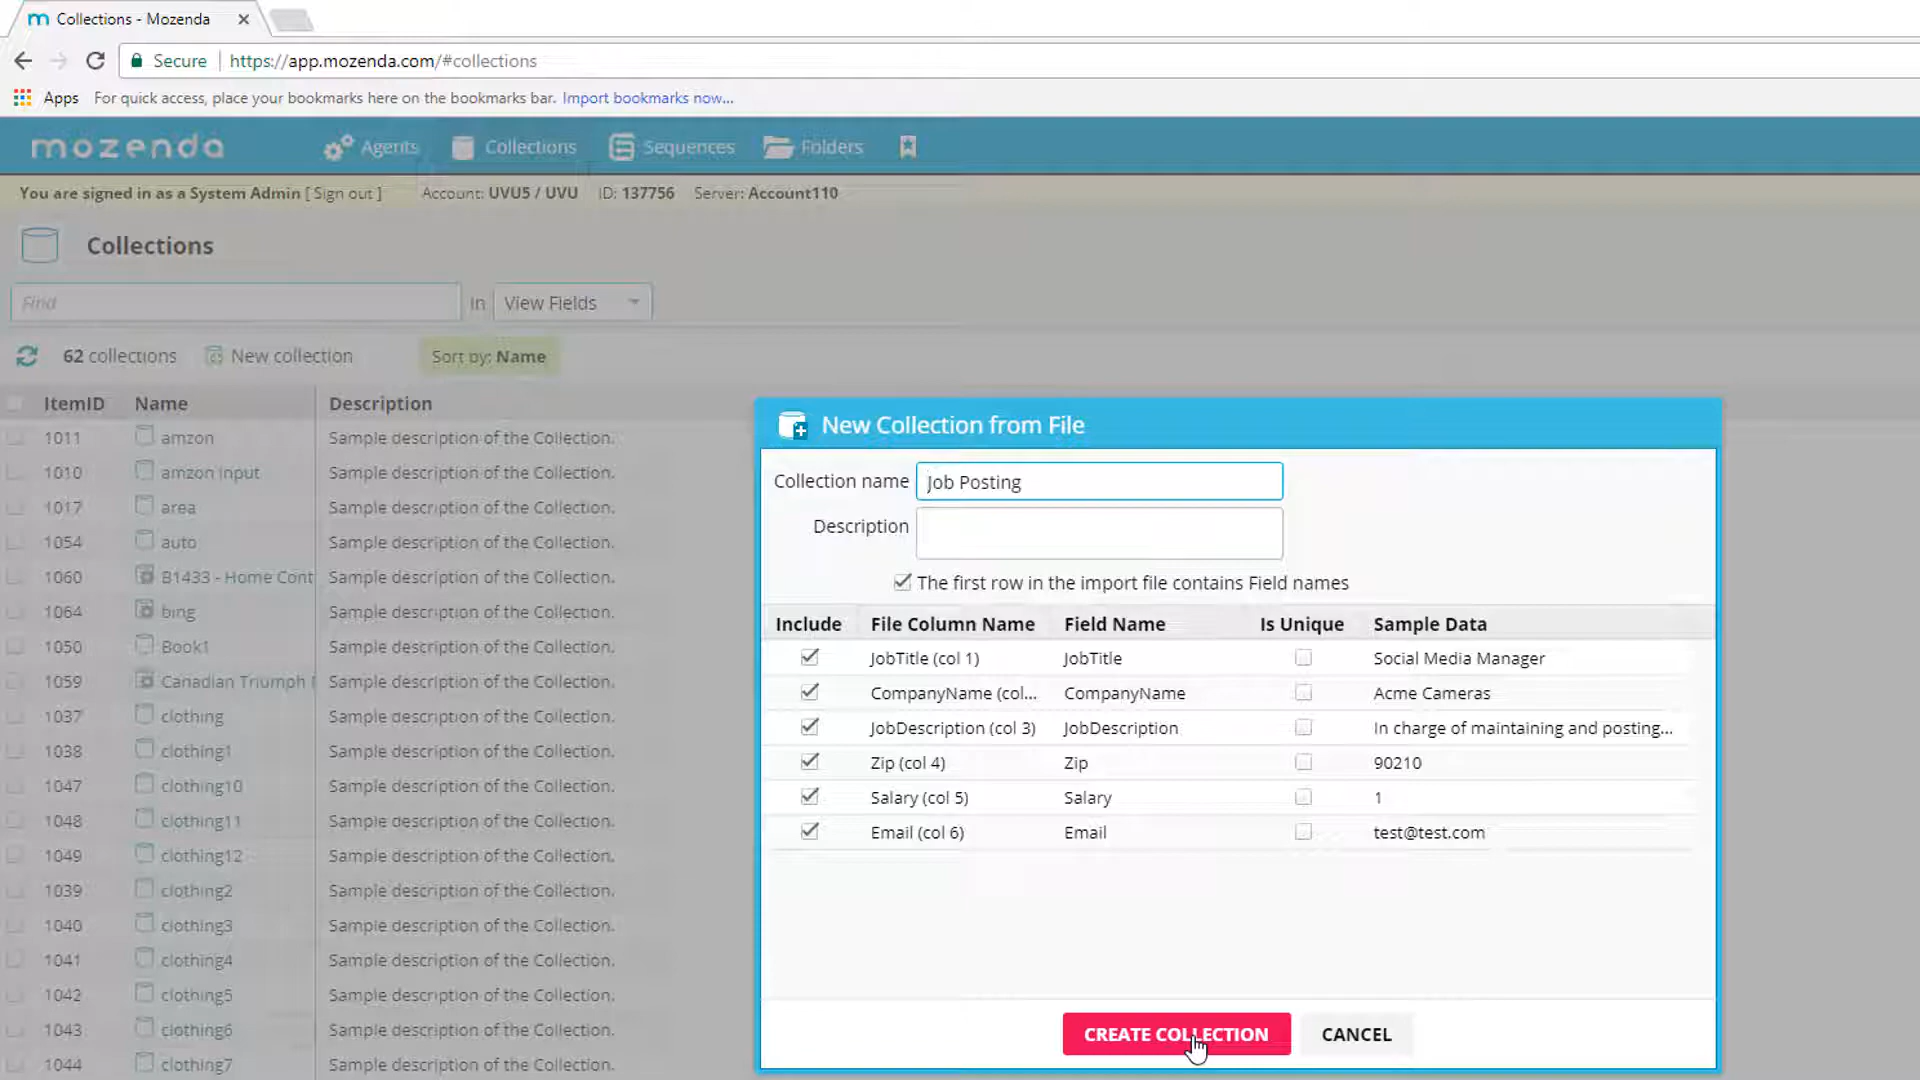 Collections - Mozenda
Secure https://app.mozenda.com/#collections
Apps For quick access, place your bookmarks here on the bookmarks bar. Import bookmarks now...
mozenda Agents Collections Sequences Folders
You are signed in as a System Admin [ Sign out ] Account: UVU5 / UVU ID: 137756 Server: Account110
Collections
Find in View Fields
62 collections New collection Sort by: Name
ItemID Name Description
1011 amzon Sample description of the Collection.
1010 amzon input Sample description of the Collection.
1017 area Sample description of the Collection.
1054 auto Sample description of the Collection.
1060 B1433 - Home Cont Sample description of the Collection.
1064 bing Sample description of the Collection.
1050 Book1 Sample description of the Collection.
1059 Canadian Triumph Sample description of the Collection.
1037 clothing Sample description of the Collection.
1038 clothing1 Sample description of the Collection.
1047 clothing10 Sample description of the Collection.
1048 clothing11 Sample description of the Collection.
1049 clothing12 Sample description of the Collection.
1039 clothing2 Sample description of the Collection.
1040 clothing3 Sample description of the Collection.
1041 clothing4 Sample description of the Collection.
1042 clothing5 Sample description of the Collection.
1043 clothing6 Sample description of the Collection.
1044 clothing7 Sample description of the Collection.
New Collection from File
Collection name Job Posting
Description
The first row in the import file contains Field names
Include File Column Name Field Name Is Unique Sample Data
JobTitle (col 1) JobTitle Social Media Manager
CompanyName (col... CompanyName Acme Cameras
JobDescription (col 3) JobDescription In charge of maintaining and posting...
Zip (col 4) Zip 90210
Salary (col 5) Salary 1
Email (col 6) Email test@test.com
CREATE COLLECTION CANCEL